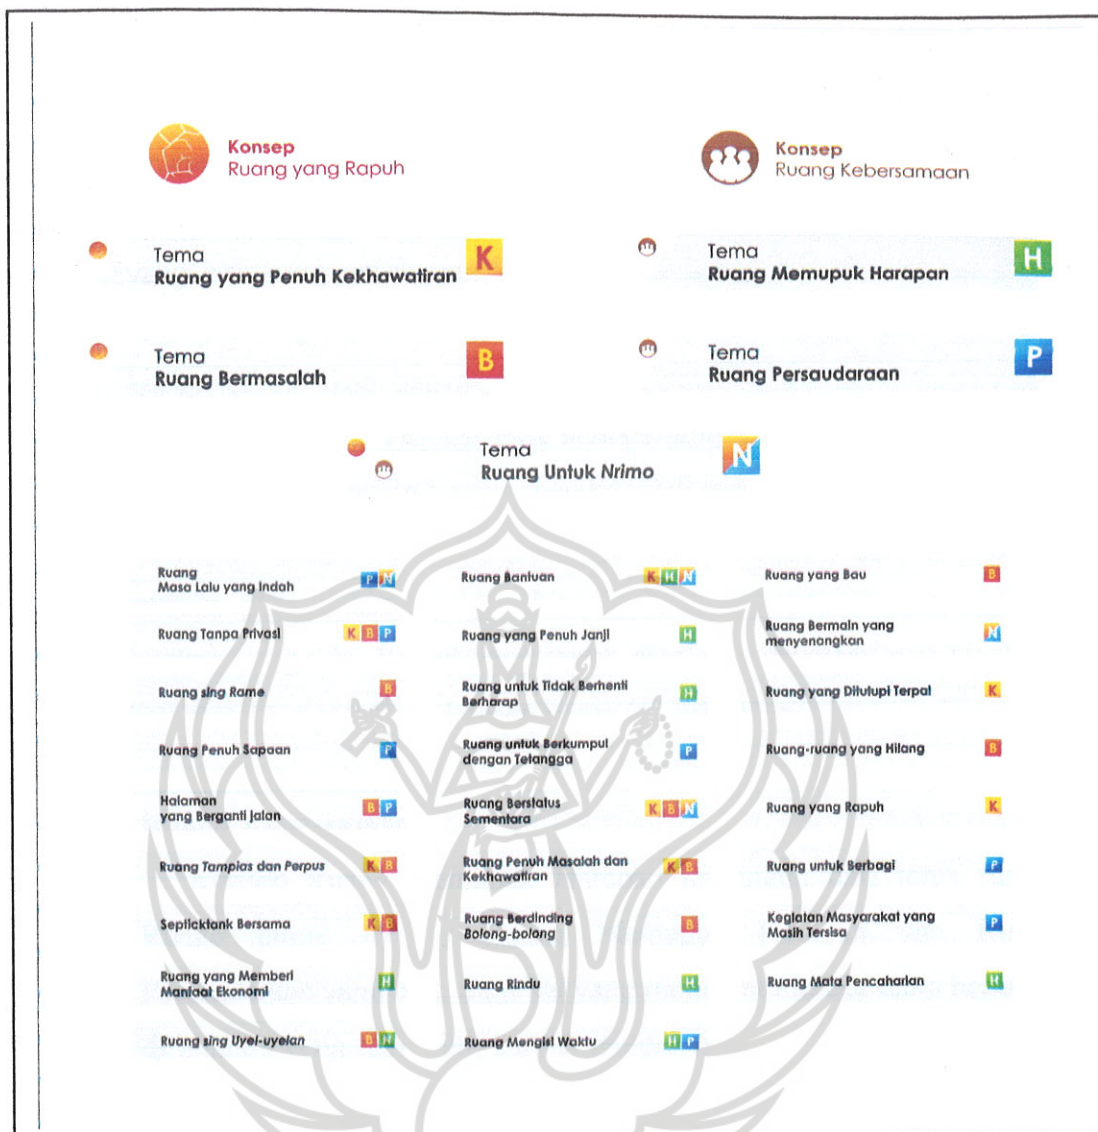 Konsep
Ruang yang Rapuh
Konsep
Ruang Kebersamaan
Tema
Ruang yang Penuh Kekhawatiran
K
Tema
Ruang Memupuk Harapan
H
Tema
Ruang Bermasalah
B
Tema
Ruang Persaudaraan
P
Tema
Ruang Untuk Nrimo
N
Ruang
Masa Lalu yang Indah
P N
Ruang Tanpa Privasi
K B P
Ruang sing Rame
B
Ruang Penuh Sapaan
P
Halaman
yang Berganti jalan
B P
Ruang Tampias dan Perpus
K B
Septicktank Bersama
K B
Ruang yang Memberi
Manfaat Ekonomi
H
Ruang sing Uyel-uyelan
B H
Ruang Bantuan
K H N
Ruang yang Penuh Janji
H
Ruang untuk Tidak Berhenti
Berharap
H
Ruang untuk Berkumpul
dengan Tetangga
P
Ruang Berstatus
Sementara
K B N
Ruang Penuh Masalah dan
Kekhawatiran
K B
Ruang Berdinding
Bolong-bolong
B
Ruang Rindu
H
Ruang Mengisi Waktu
H P
Ruang yang Bau
B
Ruang Bermain yang
menyenangkan
N
Ruang yang Ditutupi Terpal
K
Ruang-ruang yang Hilang
B
Ruang yang Rapuh
K
Ruang untuk Berbagi
P
Kegiatan Masyarakat yang
Masih Tersisa
P
Ruang Mata Pencaharian
H